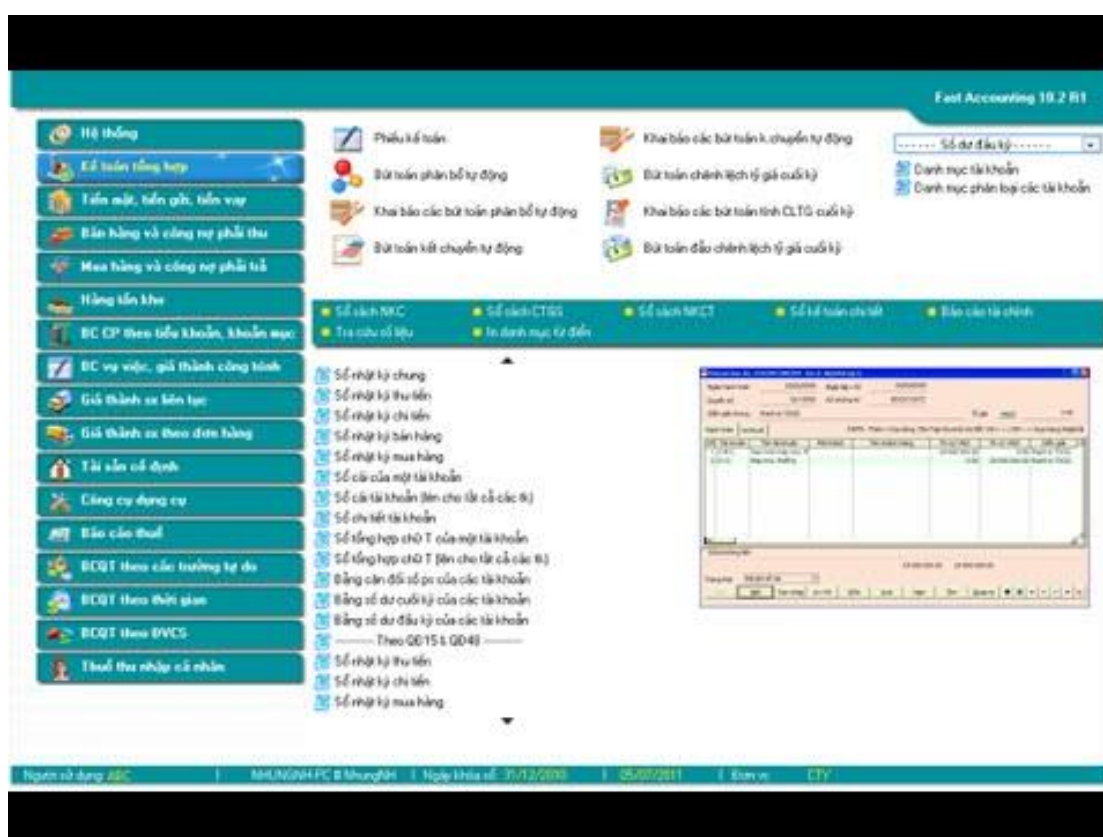 Fast Accounting 10.2 R1
Hệ thống
Kế toán tổng hợp
Tiền mặt, tiền gửi, tiền vay
Bán hàng và công nợ phải thu
Mua hàng và công nợ phải trả
Hàng tồn kho
BC CP theo tiểu khoản, khoản mục
BC vụ việc, giá thành công trình
Giá thành sx liên tục
Giá thành sx theo đơn hàng
Tài sản cố định
Công cụ dụng cụ
Báo cáo thuế
BCQT theo các trường tự do
BCQT theo thời gian
BCQT theo ĐVCS
Thuế thu nhập cá nhân
Phiếu kế toán
Bút toán phân bổ tự động
Khai báo các bút toán phân bổ tự động
Bút toán kết chuyển tự động
Khai báo các bút toán k.chuyển tự động
Bút toán chênh lệch tỷ giá cuối kỳ
Khai báo các bút toán tính CLTG cuối kỳ
Bút toán đảo chênh lệch tỷ giá cuối kỳ
------ Số dư đầu kỳ------
Danh mục tài khoản
Danh mục phân loại các tài khoản
Sổ sách NKC
Sổ sách CTGS
Sổ sách NKCT
Sổ kế toán chi tiết
Báo cáo tài chính
Tra cứu số liệu
In danh mục từ điển
Sổ nhật ký chung
Sổ nhật ký thu tiền
Sổ nhật ký chi tiền
Sổ nhật ký bán hàng
Sổ nhật ký mua hàng
Sổ cái của một tài khoản
Sổ cái tài khoản (lên cho tất cả các tk)
Sổ chi tiết tài khoản
Sổ tổng hợp chữ T của một tài khoản
Sổ tổng hợp chữ T (lên cho tất cả các tk)
Bảng cân đối số ps của các tài khoản
Bảng số dư cuối kỳ của các tài khoản
Bảng số dư đầu kỳ của các tài khoản
--------- Theo QĐ15 & QĐ48 ---------
Sổ nhật ký thu tiền
Sổ nhật ký chi tiền
Sổ nhật ký mua hàng
Người sử dụng: ABC | NHUNGNH-PC # NhungNH | Ngày khóa sổ: 31/12/2010 | 05/07/2011 | Đơn vị: CTY